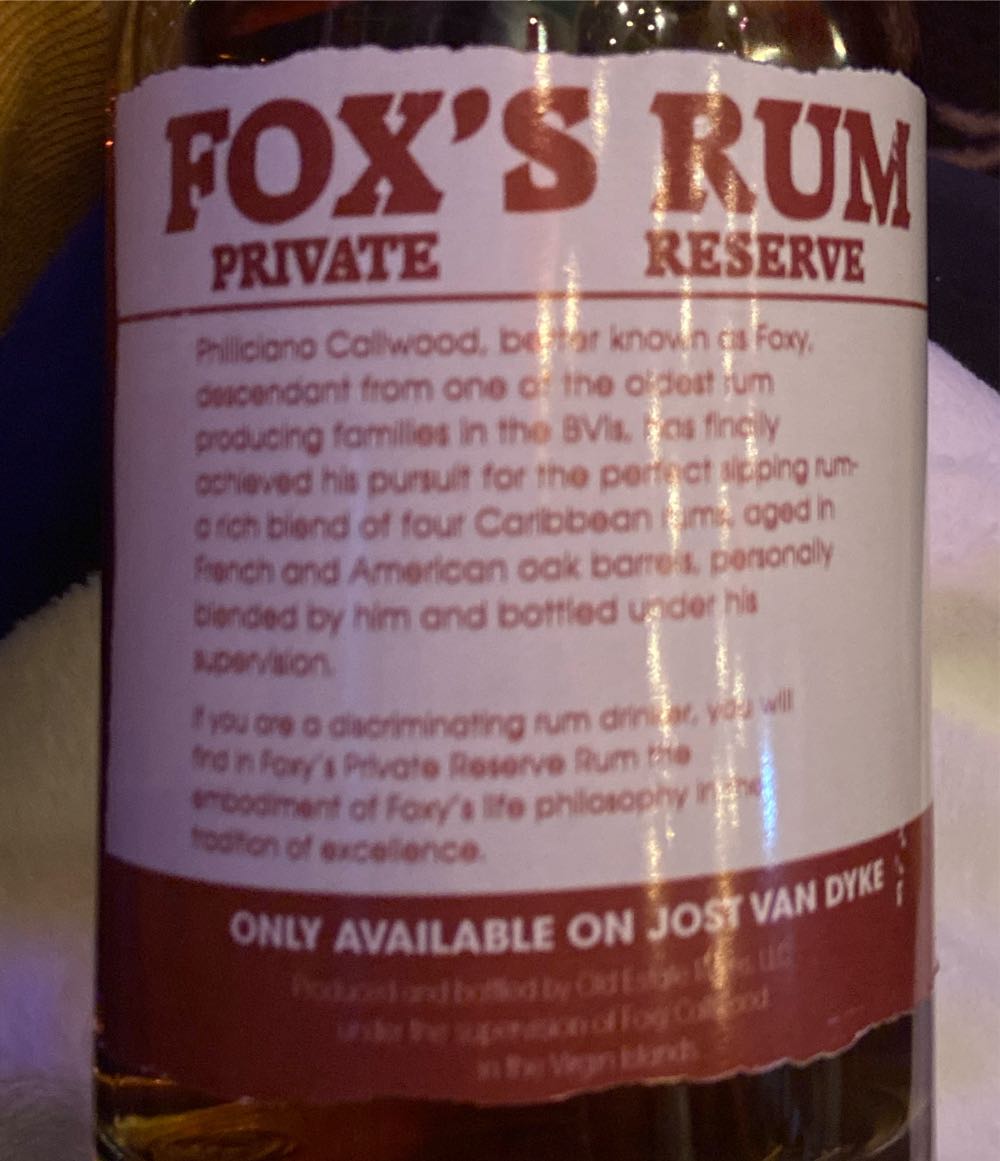 FOX'S RUM
PRIVATE RESERVE
Philiciano Callwood, better known as Foxy,
descendant from one of the oldest rum
producing families in the BVIs, has finally
achieved his pursuit for the perfect sipping rum-
a rich blend of four Caribbean rums, aged in
French and American oak barrels, personally
blended by him and bottled under his
supervision.
If you are a discriminating rum drinker, you will
find in Foxy's Private Reserve Rum the
embodiment of Foxy's life philosophy in the
tradition of excellence.
ONLY AVAILABLE ON JOST VAN DYKE
Produced and bottled by Old Estate LLC
under the supervision of Foxy Callwood
in the Virgin Islands